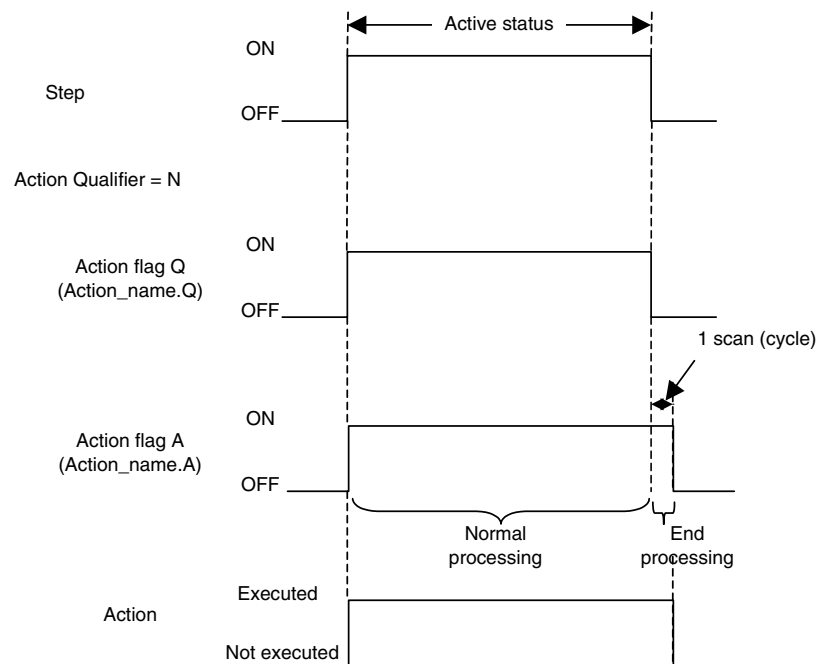 Active status
ON
Step
OFF
Action Qualifier = N
ON
Action flag Q
(Action_name.Q)
OFF
1 scan (cycle)
ON
Action flag A
(Action_name.A)
OFF
Normal
processing
End
processing
Executed
Action
Not executed